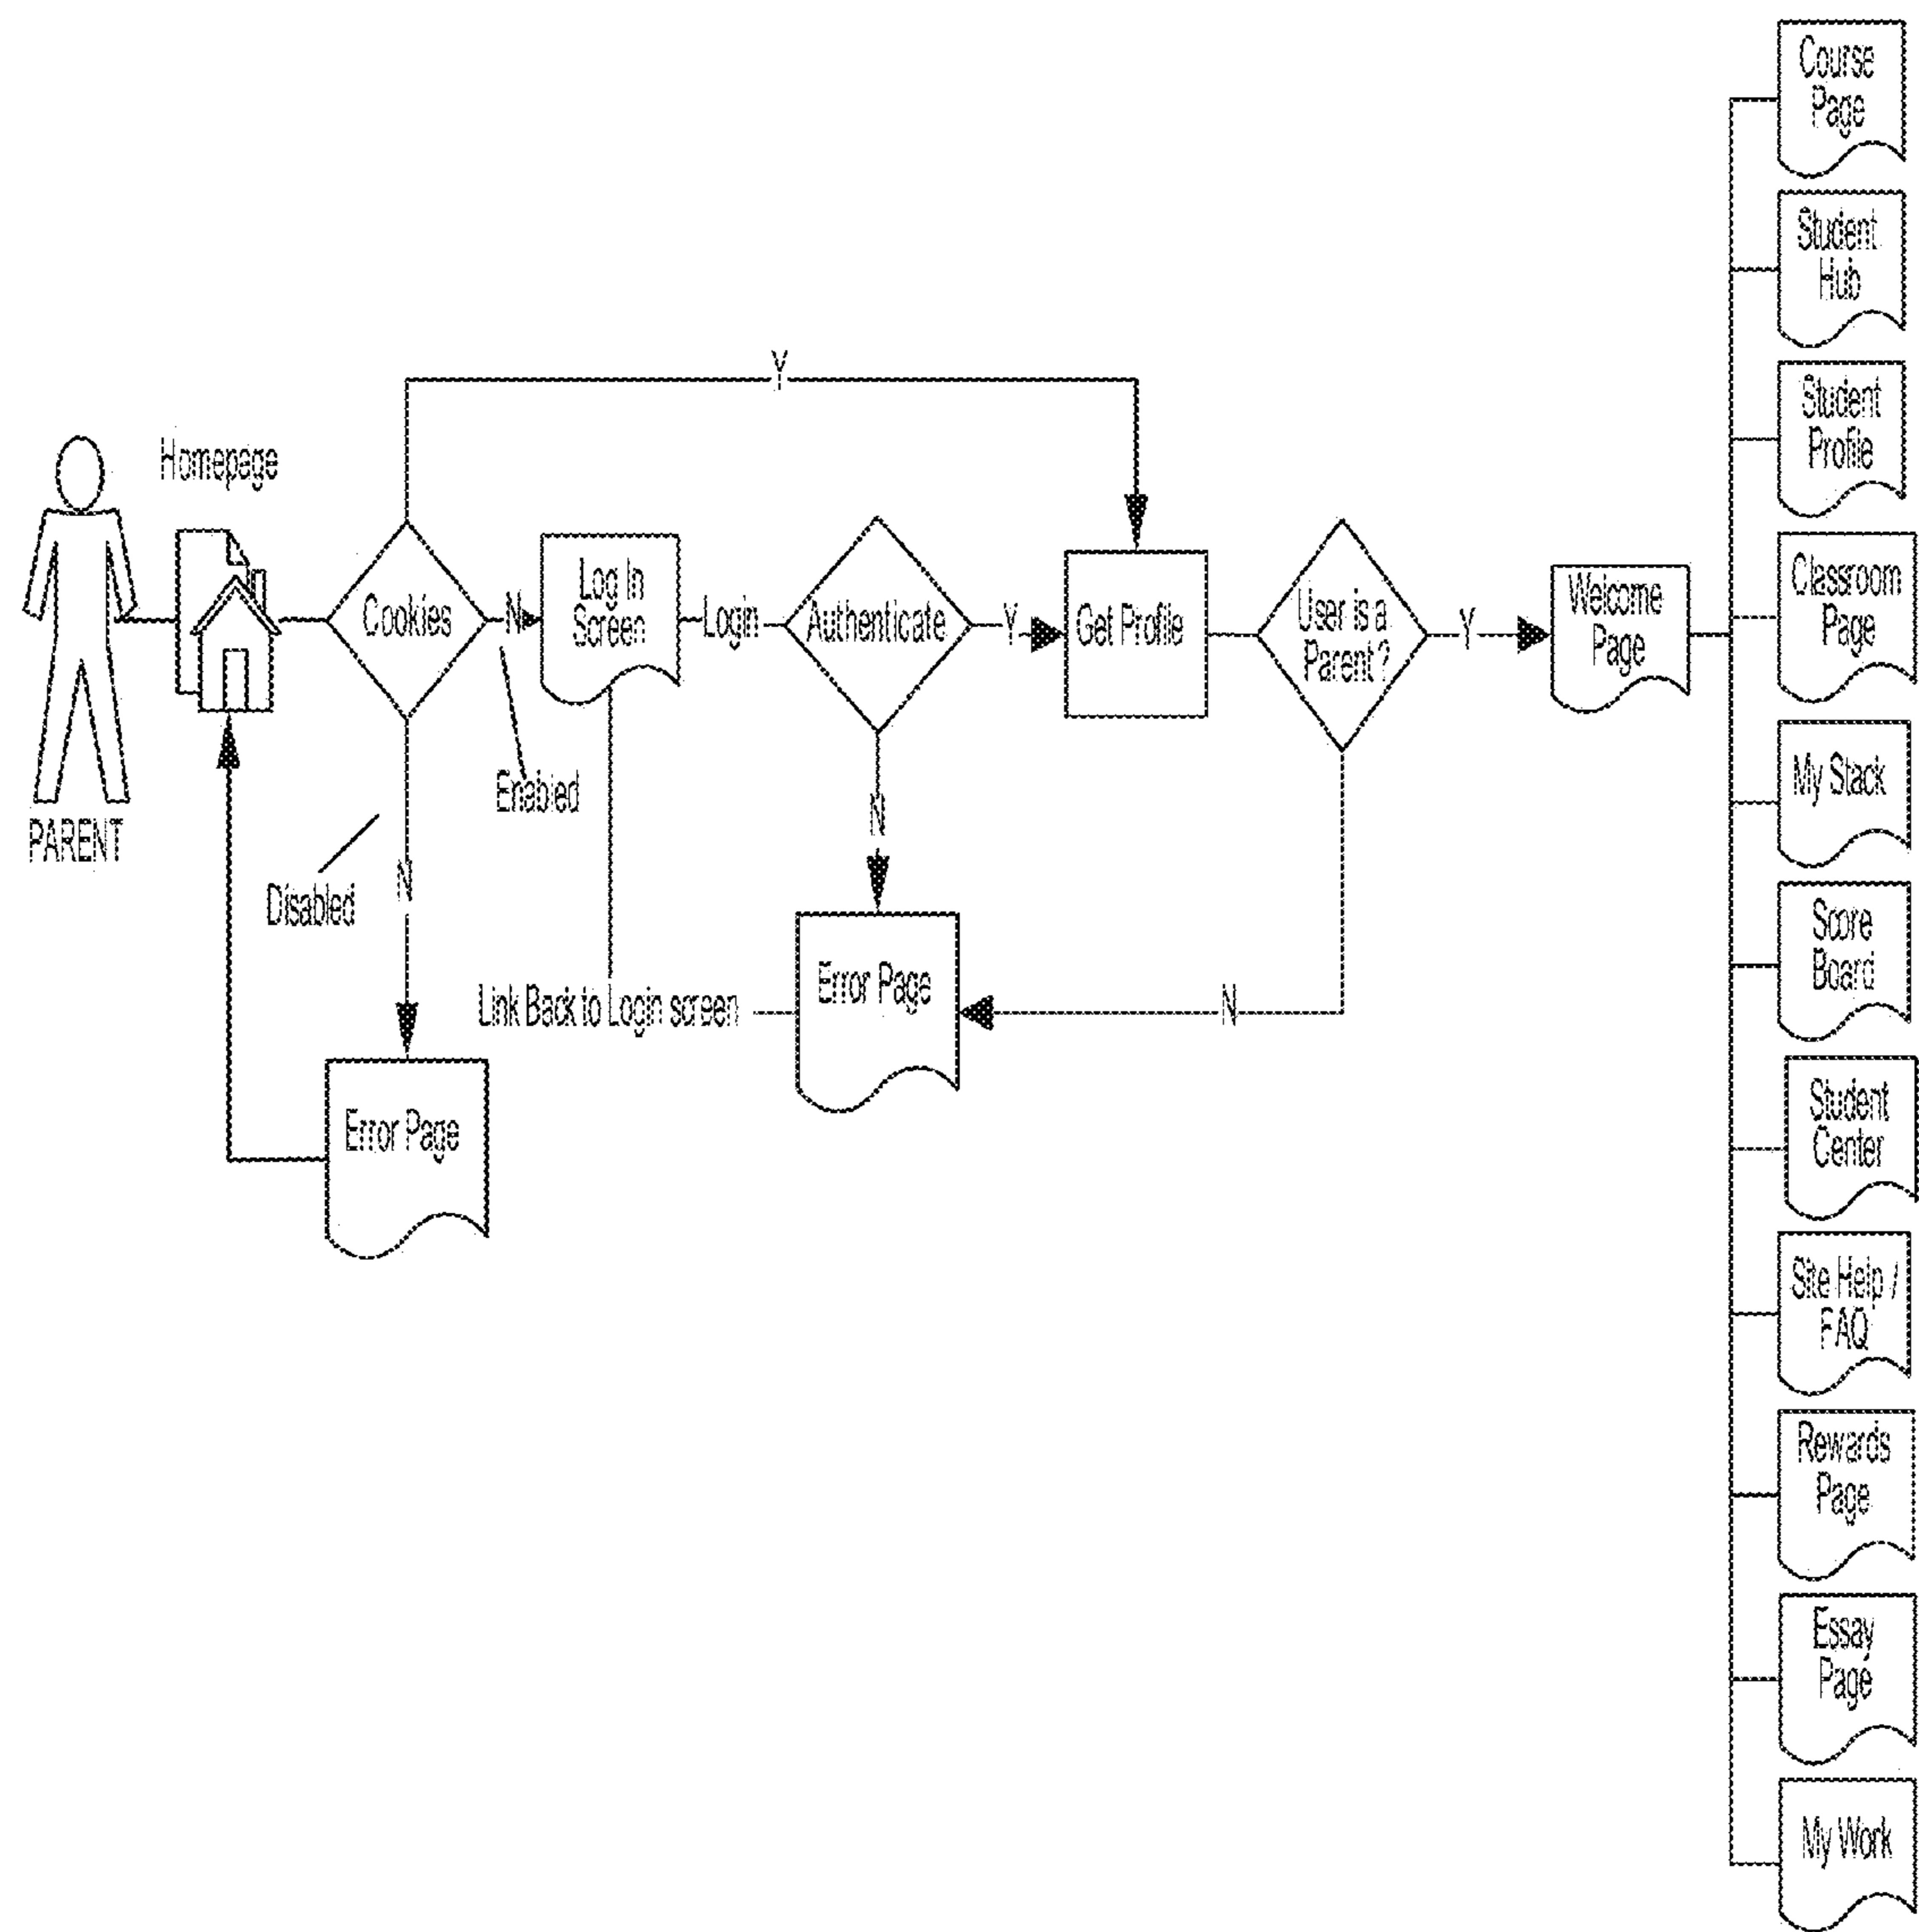 Homepage
PARENT
Cookies
Y
N
Enabled
N
Disabled
Error Page
Log In
Screen
Login
Authenticate
Y
N
Error Page
Link Back to Login screen
Get Profile
User is a
Parent?
Y
N
Welcome
Page
Course
Page
Student
Hub
Student
Profile
Classroom
Page
My Stack
Score
Board
Student
Center
Site Help /
FAQ
Rewards
Page
Essay
Page
My Work